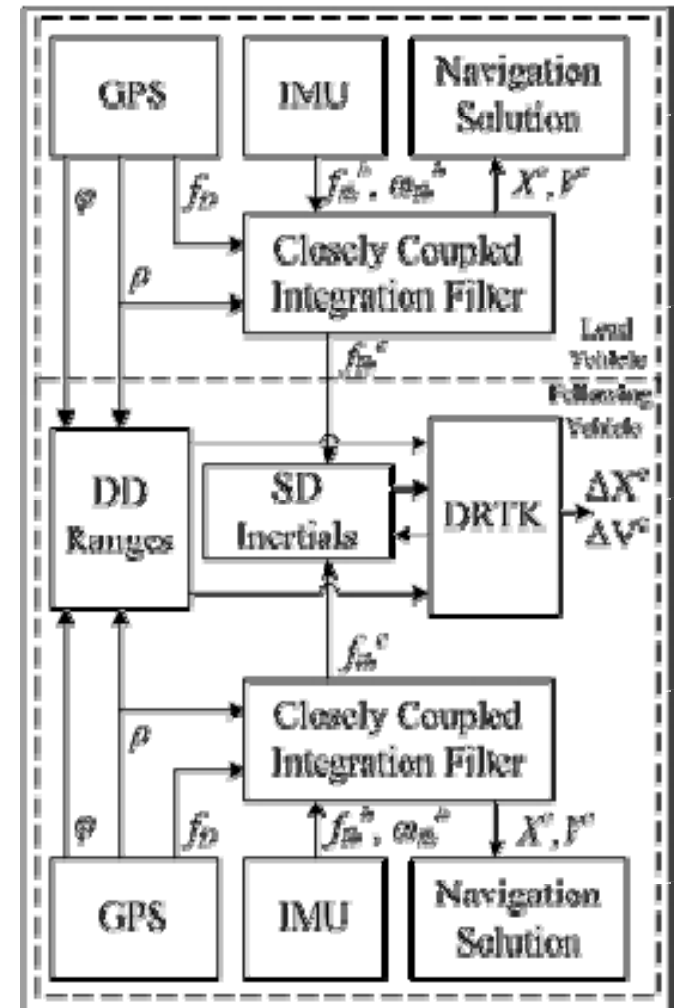 GPS
IMU
Navigation
Solution
φ
f_D
f_ib^b, ω_ib^b
X^e, V^e
ρ
Closely Coupled
Integration Filter
Lead
Vehicle
f_ib^e
Following
Vehicle
DD
Ranges
SD
Inertials
DRTK
ΔX^e
ΔV^e
f_ib^e
Closely Coupled
Integration Filter
ρ
φ
f_D
f_ib^b, ω_ib^b
X^e, V^e
GPS
IMU
Navigation
Solution